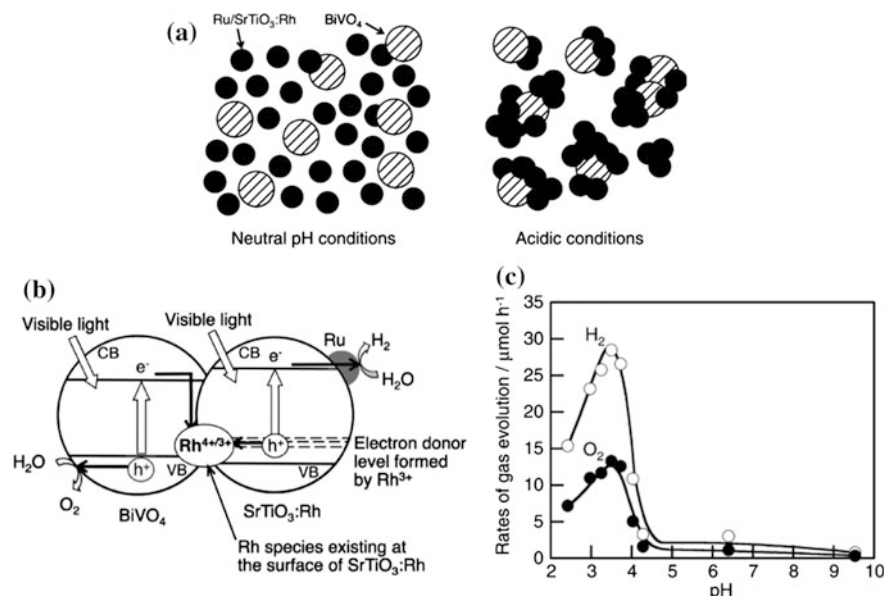 (a)
Ru/SrTiO₃:Rh
BiVO₄
Neutral pH conditions
Acidic conditions
(b)
Visible light
Visible light
CB
e⁻
CB
e⁻
Ru
H₂
H₂O
Rh⁴⁺/³⁺
h⁺
Electron donor
level formed
by Rh³⁺
H₂O
O₂
h⁺
VB
VB
BiVO₄
SrTiO₃:Rh
Rh species existing at
the surface of SrTiO₃:Rh
(c)
Rates of gas evolution / μmol h⁻¹
35
30
25
20
15
10
5
0
H₂
O₂
2 3 4 5 6 7 8 9 10
pH